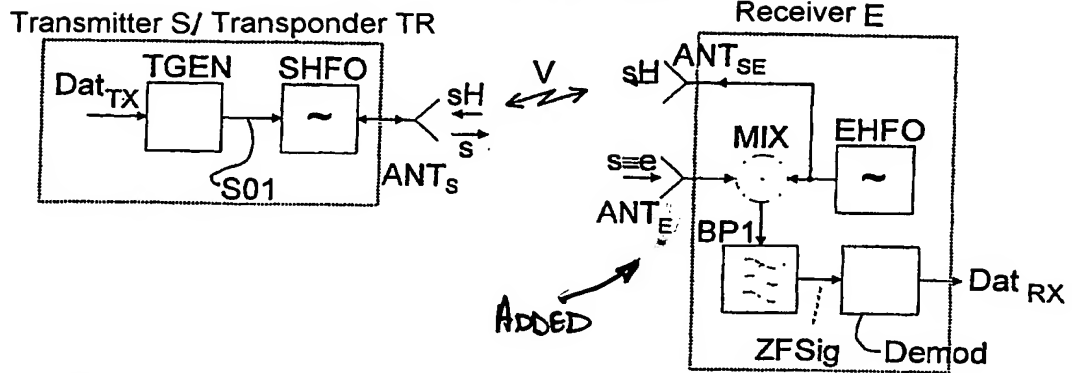 Transmitter S/ Transponder TR
TGEN SHFO
Dat TX
~
sH
s
S01
ANT S
V
Receiver E
ANT SE
sH
MIX EHFO
s≡e
~
ANT E
BP1
Dat RX
ADDED
ZFSig Demod